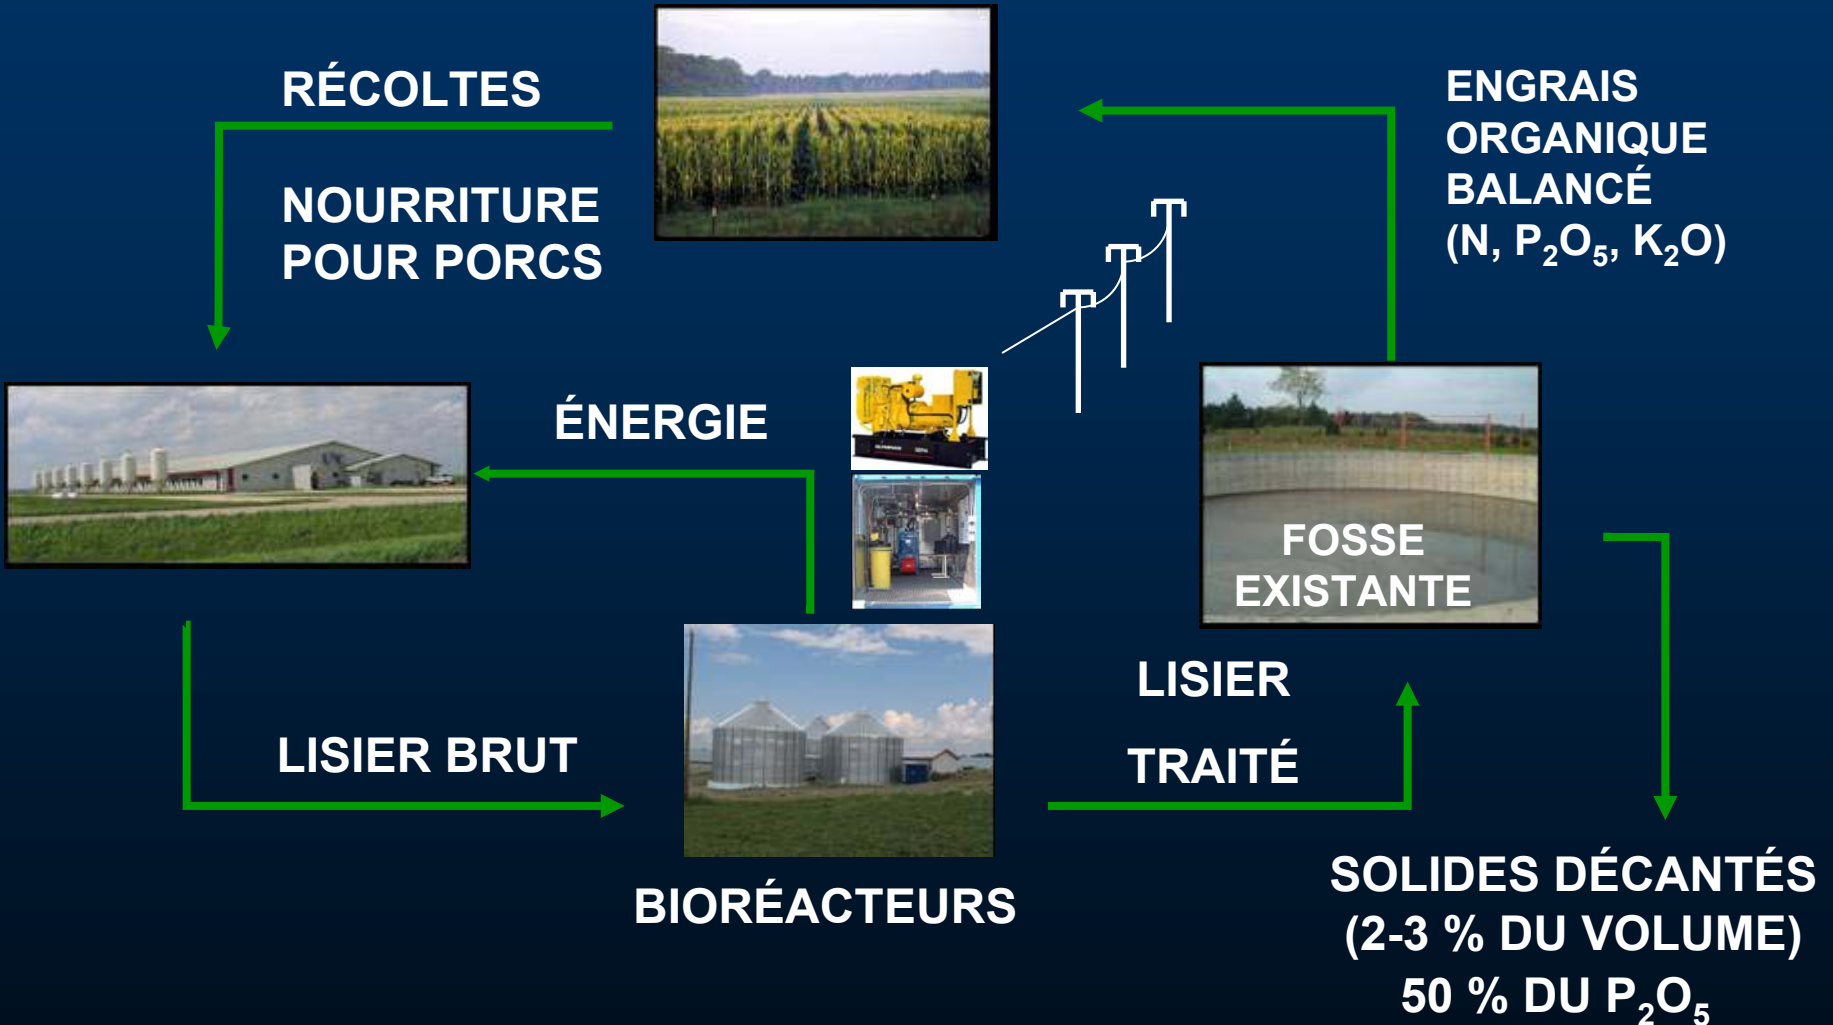 RÉCOLTES
NOURRITURE
POUR PORCS
ENGRAIS
ORGANIQUE
BALANCÉ
(N, P₂O₅, K₂O)
ÉNERGIE
FOSSE
EXISTANTE
LISIER BRUT
LISIER
TRAITÉ
BIORÉACTEURS
SOLIDES DÉCANTÉS
(2-3 % DU VOLUME)
50 % DU P₂O₅